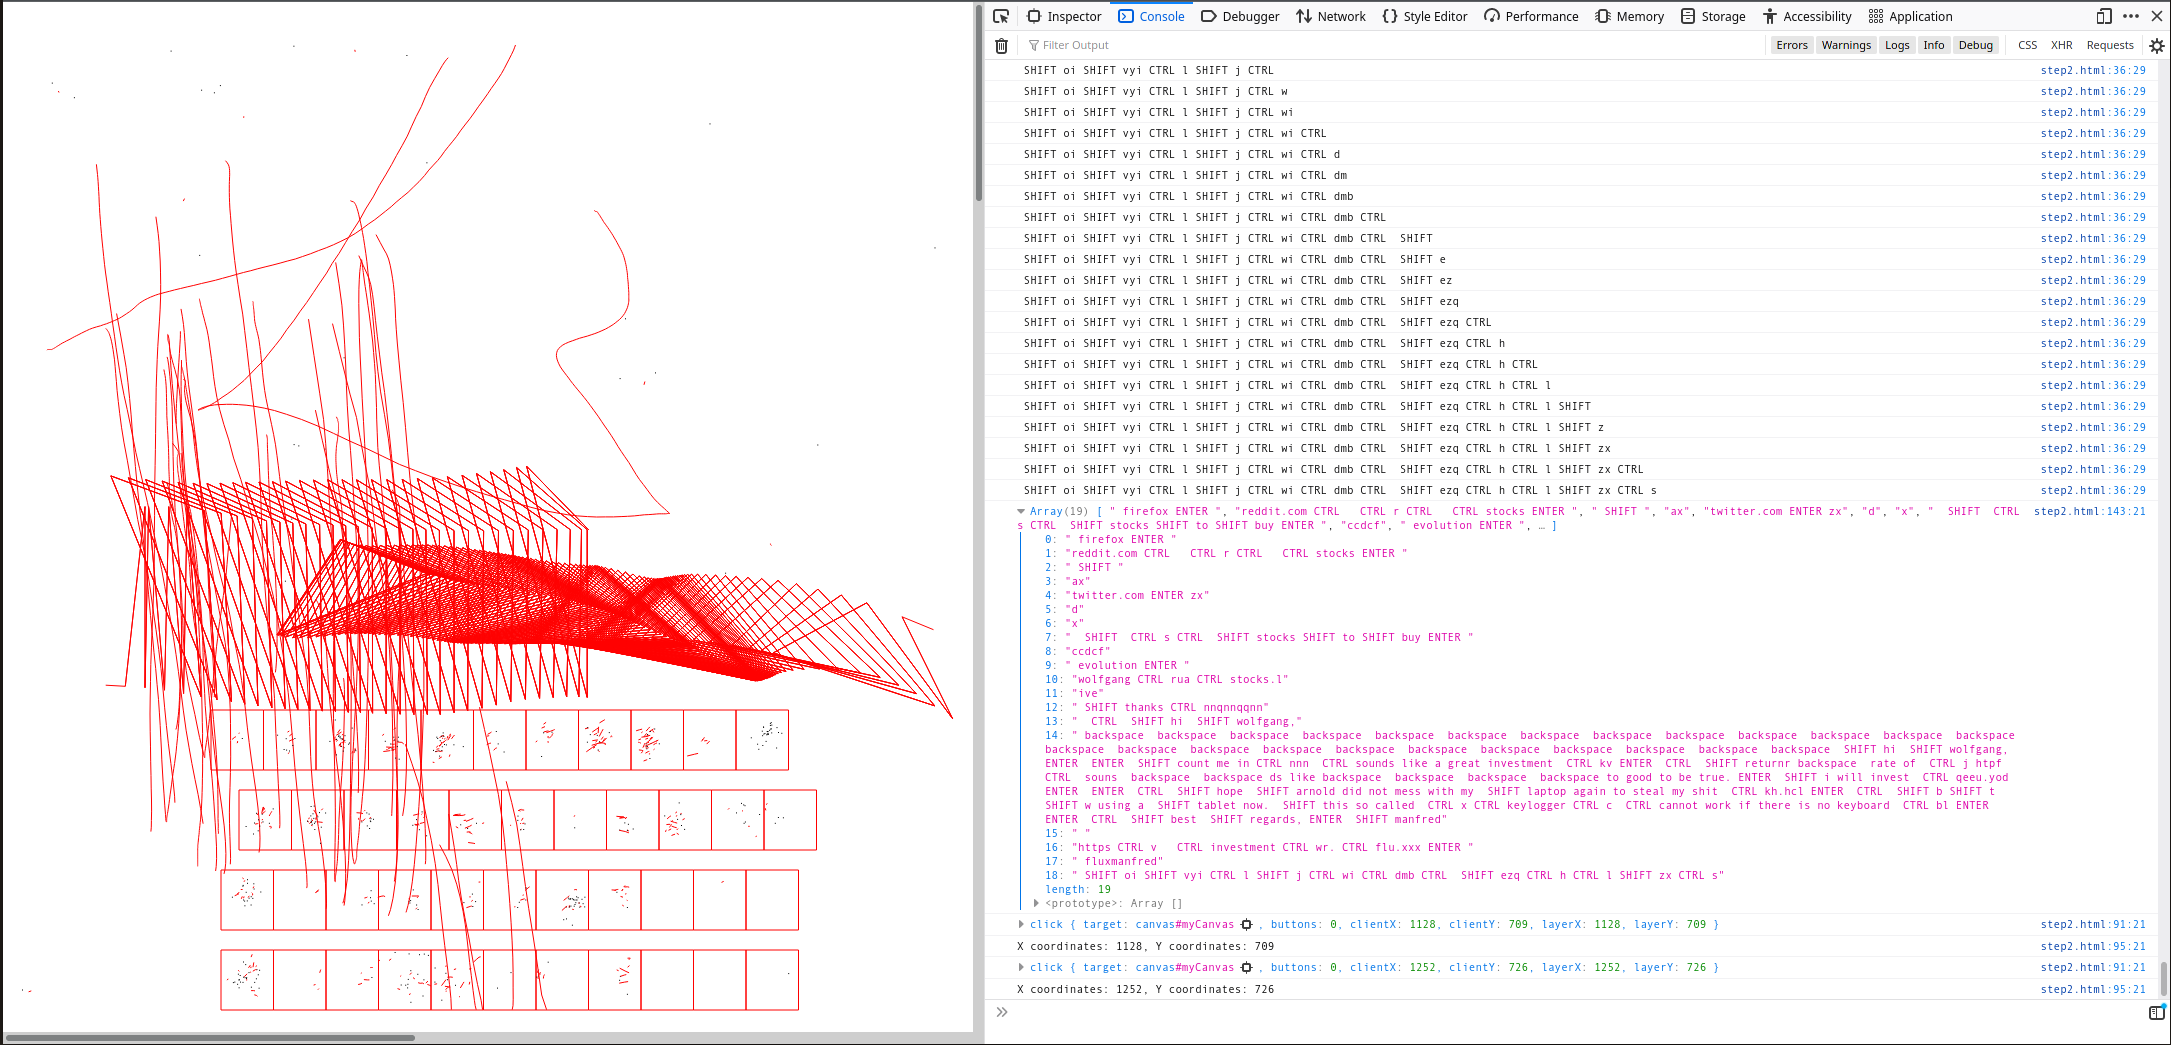 Inspector Console Debugger Network Style Editor Performance Memory Storage Accessibility Application
Filter Output Errors Warnings Logs Info Debug CSS XHR Requests
SHIFT oi SHIFT vyi CTRL l SHIFT j CTRL step2.html:36:29
SHIFT oi SHIFT vyi CTRL l SHIFT j CTRL w step2.html:36:29
SHIFT oi SHIFT vyi CTRL l SHIFT j CTRL wi step2.html:36:29
SHIFT oi SHIFT vyi CTRL l SHIFT j CTRL wi CTRL step2.html:36:29
SHIFT oi SHIFT vyi CTRL l SHIFT j CTRL wi CTRL d step2.html:36:29
SHIFT oi SHIFT vyi CTRL l SHIFT j CTRL wi CTRL dm step2.html:36:29
SHIFT oi SHIFT vyi CTRL l SHIFT j CTRL wi CTRL dmb step2.html:36:29
SHIFT oi SHIFT vyi CTRL l SHIFT j CTRL wi CTRL dmb CTRL step2.html:36:29
SHIFT oi SHIFT vyi CTRL l SHIFT j CTRL wi CTRL dmb CTRL  SHIFT step2.html:36:29
SHIFT oi SHIFT vyi CTRL l SHIFT j CTRL wi CTRL dmb CTRL  SHIFT e step2.html:36:29
SHIFT oi SHIFT vyi CTRL l SHIFT j CTRL wi CTRL dmb CTRL  SHIFT ez step2.html:36:29
SHIFT oi SHIFT vyi CTRL l SHIFT j CTRL wi CTRL dmb CTRL  SHIFT ezq step2.html:36:29
SHIFT oi SHIFT vyi CTRL l SHIFT j CTRL wi CTRL dmb CTRL  SHIFT ezq CTRL step2.html:36:29
SHIFT oi SHIFT vyi CTRL l SHIFT j CTRL wi CTRL dmb CTRL  SHIFT ezq CTRL h step2.html:36:29
SHIFT oi SHIFT vyi CTRL l SHIFT j CTRL wi CTRL dmb CTRL  SHIFT ezq CTRL h CTRL step2.html:36:29
SHIFT oi SHIFT vyi CTRL l SHIFT j CTRL wi CTRL dmb CTRL  SHIFT ezq CTRL h CTRL l step2.html:36:29
SHIFT oi SHIFT vyi CTRL l SHIFT j CTRL wi CTRL dmb CTRL  SHIFT ezq CTRL h CTRL l SHIFT step2.html:36:29
SHIFT oi SHIFT vyi CTRL l SHIFT j CTRL wi CTRL dmb CTRL  SHIFT ezq CTRL h CTRL l SHIFT z step2.html:36:29
SHIFT oi SHIFT vyi CTRL l SHIFT j CTRL wi CTRL dmb CTRL  SHIFT ezq CTRL h CTRL l SHIFT zx step2.html:36:29
SHIFT oi SHIFT vyi CTRL l SHIFT j CTRL wi CTRL dmb CTRL  SHIFT ezq CTRL h CTRL l SHIFT zx CTRL step2.html:36:29
SHIFT oi SHIFT vyi CTRL l SHIFT j CTRL wi CTRL dmb CTRL  SHIFT ezq CTRL h CTRL l SHIFT zx CTRL s step2.html:36:29
Array(19) [ " firefox ENTER ", "reddit.com CTRL   CTRL r CTRL   CTRL stocks ENTER ", " SHIFT ", "ax", "twitter.com ENTER zx", "d", "x", "  SHIFT  CTRL step2.html:143:21
s CTRL  SHIFT stocks SHIFT to SHIFT buy ENTER ", "ccdcf", " evolution ENTER ", … ]
0: " firefox ENTER "
1: "reddit.com CTRL   CTRL r CTRL   CTRL stocks ENTER "
2: " SHIFT "
3: "ax"
4: "twitter.com ENTER zx"
5: "d"
6: "x"
7: "  SHIFT  CTRL s CTRL  SHIFT stocks SHIFT to SHIFT buy ENTER "
8: "ccdcf"
9: " evolution ENTER "
10: "wolfgang CTRL rua CTRL stocks.l"
11: "ive"
12: " SHIFT thanks CTRL nnqnnqqnn"
13: "  CTRL  SHIFT hi  SHIFT wolfgang,"
14: " backspace  backspace  backspace  backspace  backspace  backspace  backspace  backspace  backspace  backspace  backspace  backspace  backspace
backspace  backspace  backspace  backspace  backspace  backspace  backspace  backspace  backspace  backspace  backspace  SHIFT hi  SHIFT wolfgang,
ENTER  ENTER  SHIFT count me in CTRL nnn  CTRL sounds like a great investment  CTRL kv ENTER  CTRL  SHIFT returnr backspace  rate of  CTRL j htpf
CTRL  souns  backspace  backspace ds like backspace  backspace  backspace  backspace to good to be true. ENTER  SHIFT i will invest  CTRL qeeu.yod
ENTER  ENTER  CTRL  SHIFT hope  SHIFT arnold did not mess with my  SHIFT laptop again to steal my shit  CTRL kh.hcl ENTER  CTRL  SHIFT b SHIFT t
SHIFT w using a  SHIFT tablet now.  SHIFT this so called  CTRL x CTRL keylogger CTRL c  CTRL cannot work if there is no keyboard  CTRL bl ENTER
ENTER  CTRL  SHIFT best  SHIFT regards, ENTER  SHIFT manfred"
15: " "
16: "https CTRL v   CTRL investment CTRL wr. CTRL flu.xxx ENTER "
17: " fluxmanfred"
18: " SHIFT oi SHIFT vyi CTRL l SHIFT j CTRL wi CTRL dmb CTRL  SHIFT ezq CTRL h CTRL l SHIFT zx CTRL s"
length: 19
<prototype>: Array []
click { target: canvas#myCanvas , buttons: 0, clientX: 1128, clientY: 709, layerX: 1128, layerY: 709 } step2.html:91:21
X coordinates: 1128, Y coordinates: 709 step2.html:95:21
click { target: canvas#myCanvas , buttons: 0, clientX: 1252, clientY: 726, layerX: 1252, layerY: 726 } step2.html:91:21
X coordinates: 1252, Y coordinates: 726 step2.html:95:21